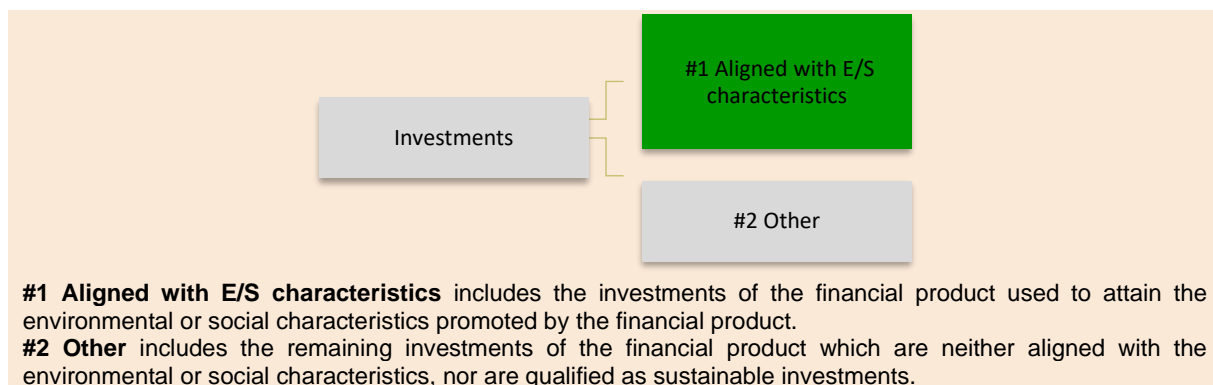 #1 Aligned with E/S
characteristics
Investments
#2 Other
#1 Aligned with E/S characteristics includes the investments of the financial product used to attain the
environmental or social characteristics promoted by the financial product.
#2 Other includes the remaining investments of the financial product which are neither aligned with the
environmental or social characteristics, nor are qualified as sustainable investments.